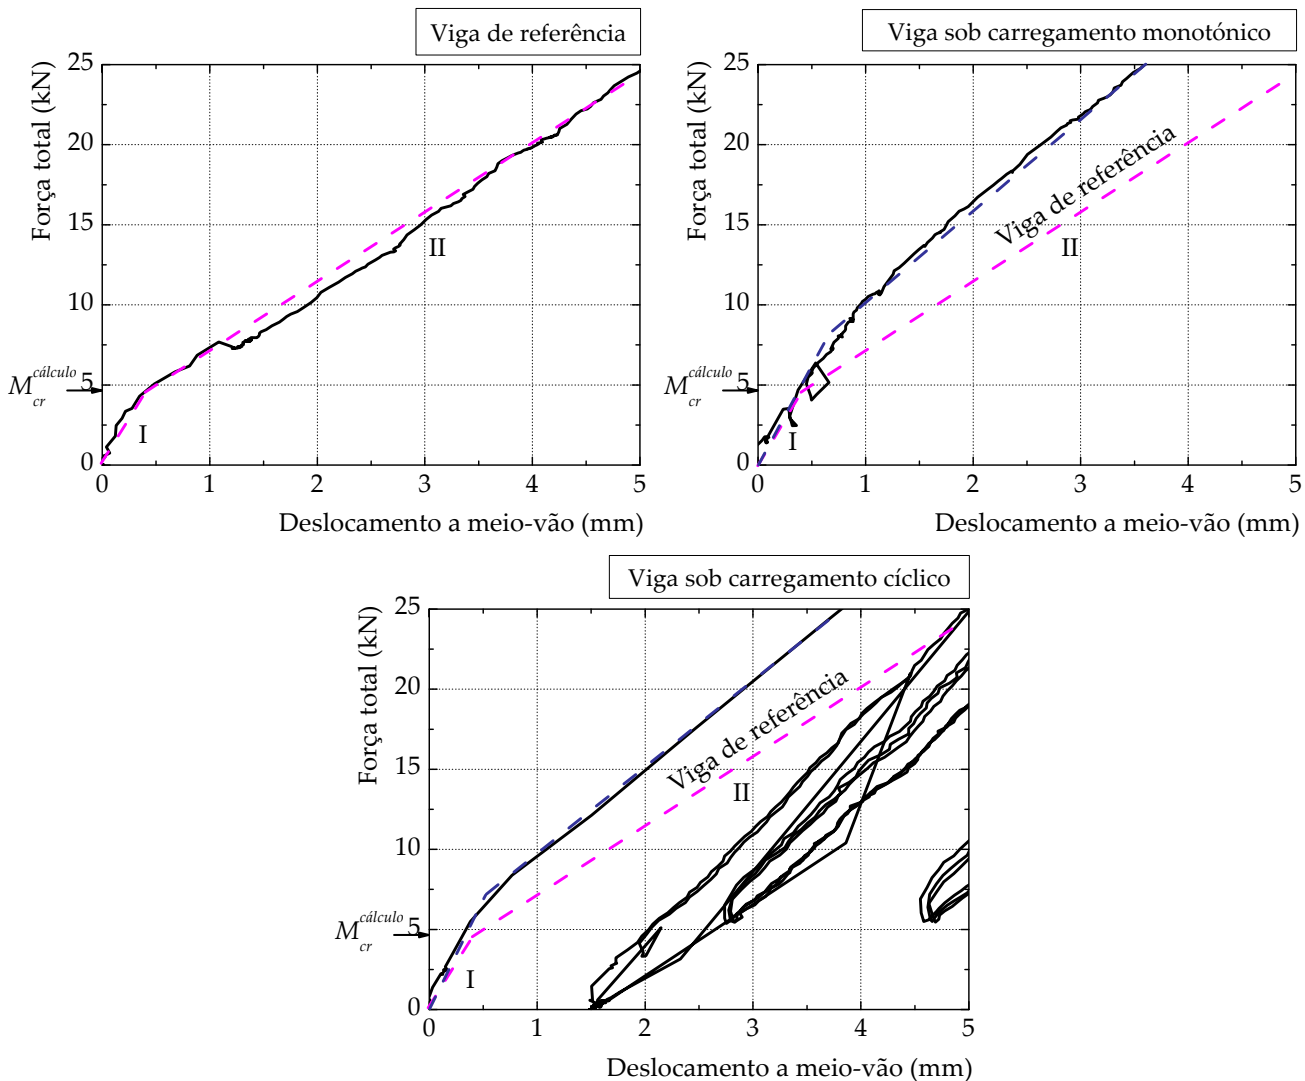 Viga de referência
Força total (kN)
25
20
15
10
5
0
M cr cálculo
I
II
0 1 2 3 4 5
Deslocamento a meio-vão (mm)
Viga sob carregamento monotónico
Força total (kN)
25
20
15
10
5
0
M cr cálculo
Viga de referência
I
II
0 1 2 3 4 5
Deslocamento a meio-vão (mm)
Viga sob carregamento cíclico
Força total (kN)
25
20
15
10
5
0
M cr cálculo
Viga de referência
I
II
0 1 2 3 4 5
Deslocamento a meio-vão (mm)